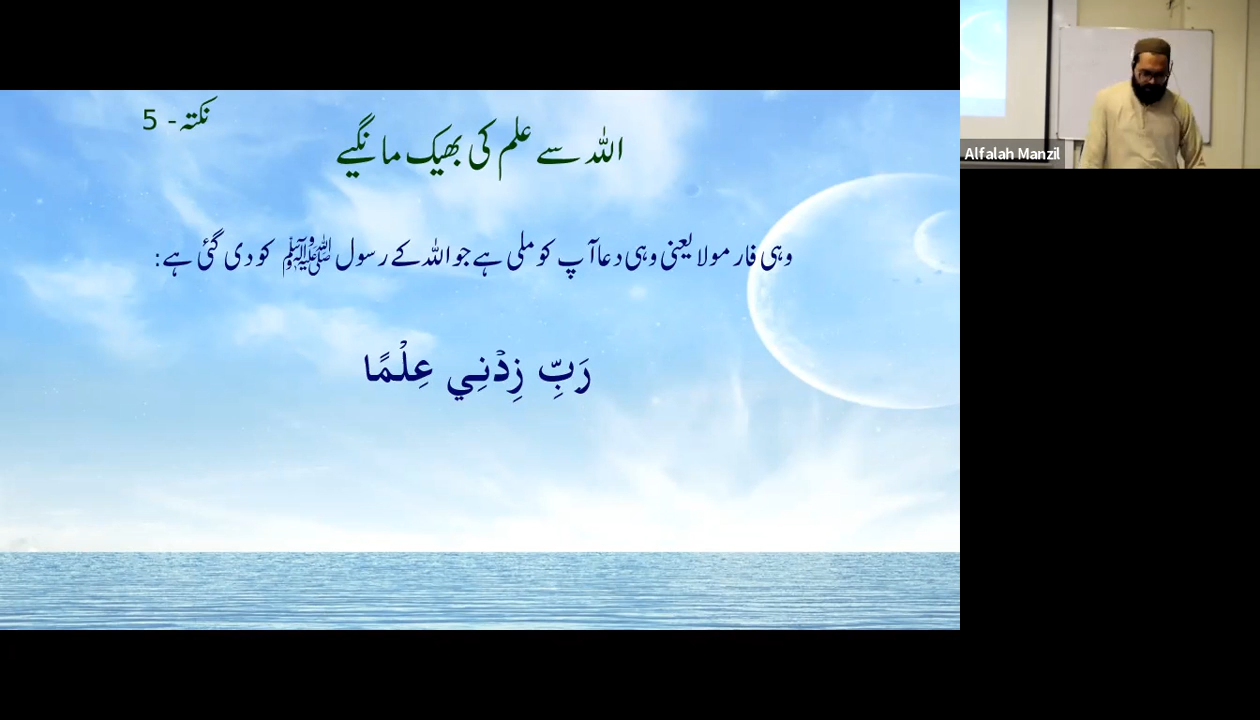 نکتہ - 5
اللہ سے علم کی بھیک مانگیے
وہی فارمولا یعنی وہی دعا آپ کو ملی ہے جو اللہ کے رسول ﷺ کو دی گئی ہے:
رَبِّ زِدْنِي عِلْمًا
Alfalah Manzil